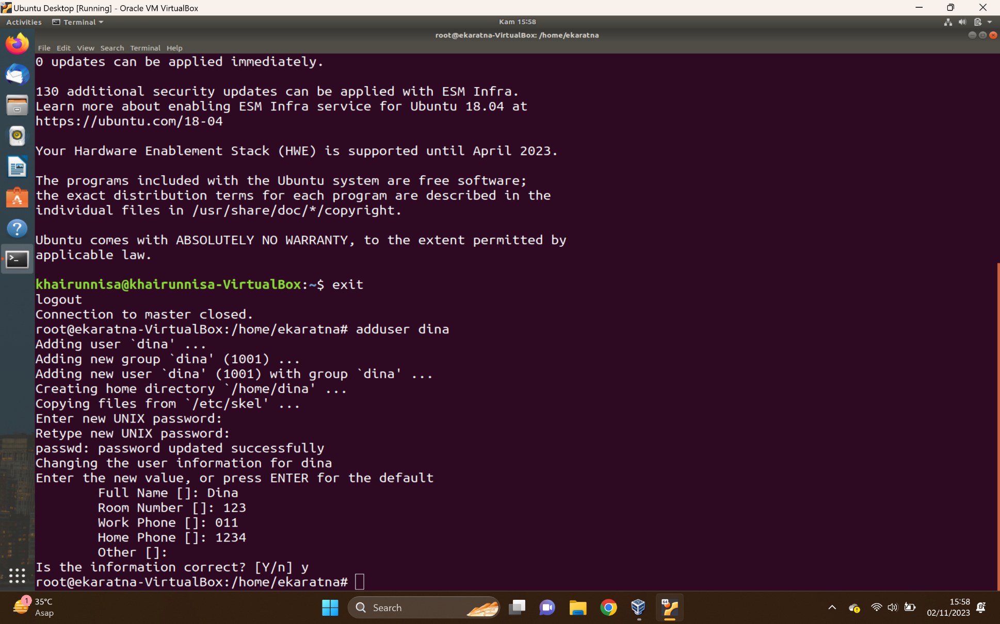 Ubuntu Desktop [Running] - Oracle VM VirtualBox
Activities Terminal Kam 15:58
root@ekaratna-VirtualBox: /home/ekaratna
File Edit View Search Terminal Help
0 updates can be applied immediately.
130 additional security updates can be applied with ESM Infra.
Learn more about enabling ESM Infra service for Ubuntu 18.04 at
https://ubuntu.com/18-04
Your Hardware Enablement Stack (HWE) is supported until April 2023.
The programs included with the Ubuntu system are free software;
the exact distribution terms for each program are described in the
individual files in /usr/share/doc/*/copyright.
Ubuntu comes with ABSOLUTELY NO WARRANTY, to the extent permitted by
applicable law.
khairunnisa@khairunnisa-VirtualBox:~$ exit
logout
Connection to master closed.
root@ekaratna-VirtualBox:/home/ekaratna# adduser dina
Adding user `dina' ...
Adding new group `dina' (1001) ...
Adding new user `dina' (1001) with group `dina' ...
Creating home directory `/home/dina' ...
Copying files from `/etc/skel' ...
Enter new UNIX password:
Retype new UNIX password:
passwd: password updated successfully
Changing the user information for dina
Enter the new value, or press ENTER for the default
Full Name []: Dina
Room Number []: 123
Work Phone []: 011
Home Phone []: 1234
Other []:
Is the information correct? [Y/n] y
root@ekaratna-VirtualBox:/home/ekaratna#
1
35°C
Asap
Search
64
15:58
02/11/2023